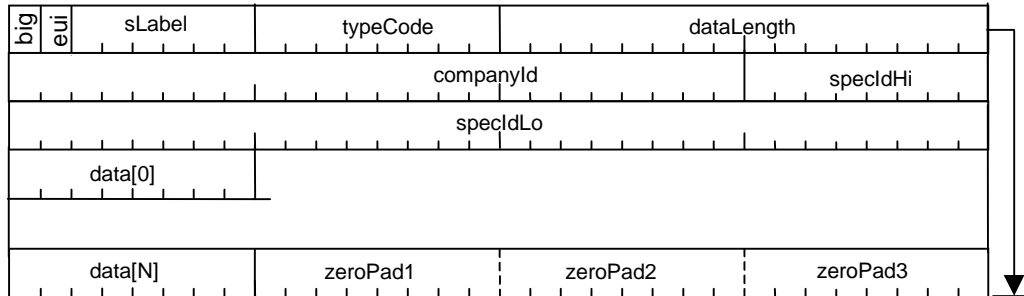 big eui sLabel typeCode dataLength
companyId specIdHi
specIdLo
data[0]
data[N] zeroPad1 zeroPad2 zeroPad3